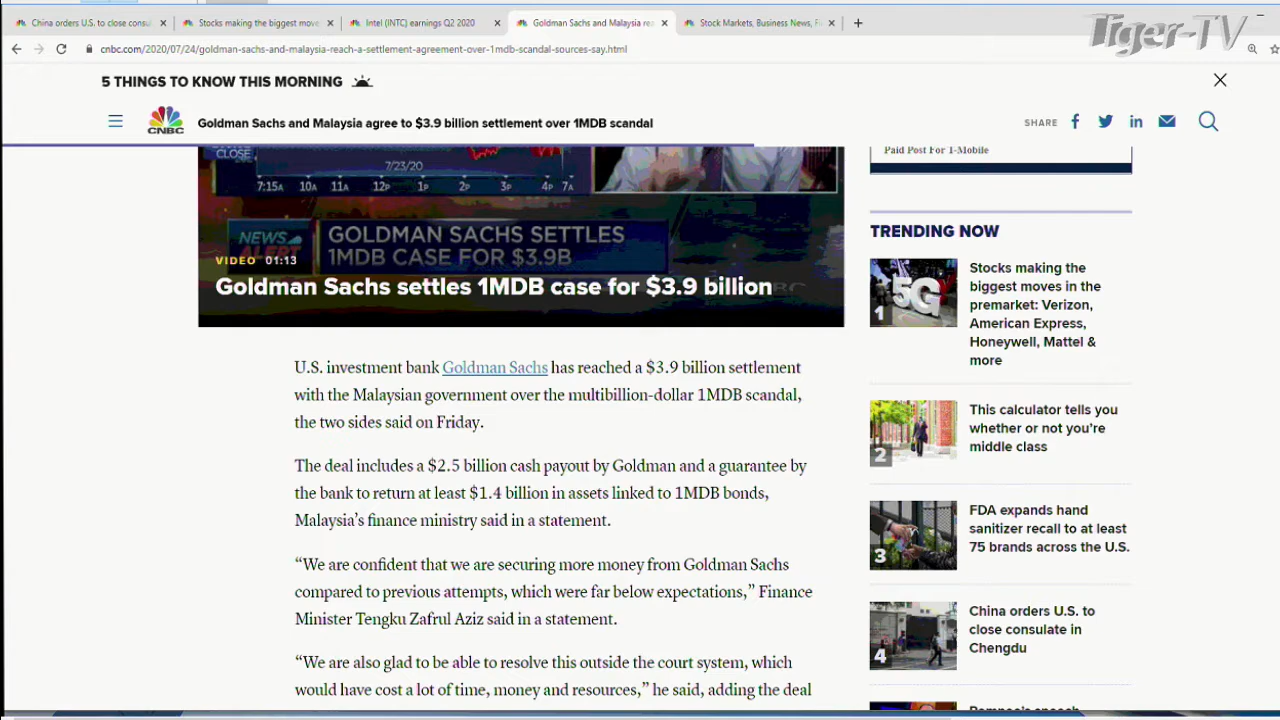 China orders U.S. to close consul
Stocks making the biggest move
Intel (INTC) earnings Q2 2020
Goldman Sachs and Malaysia rea
Stock Markets, Business News, Fi
Tiger-TV
cnbc.com/2020/07/24/goldman-sachs-and-malaysia-reach-a-settlement-agreement-over-1mdb-scandal-sources-say.html
5 THINGS TO KNOW THIS MORNING
CNBC
Goldman Sachs and Malaysia agree to $3.9 billion settlement over 1MDB scandal
SHARE
CLOSE
7/23/20
7:15A 10A 11A 12P 1P 2P 3P 4P 7A
NEWS ALERT
GOLDMAN SACHS SETTLES
1MDB CASE FOR $3.9B
VIDEO 01:13
Goldman Sachs settles 1MDB case for $3.9 billion
U.S. investment bank Goldman Sachs has reached a $3.9 billion settlement
with the Malaysian government over the multibillion-dollar 1MDB scandal,
the two sides said on Friday.
The deal includes a $2.5 billion cash payout by Goldman and a guarantee by
the bank to return at least $1.4 billion in assets linked to 1MDB bonds,
Malaysia's finance ministry said in a statement.
“We are confident that we are securing more money from Goldman Sachs
compared to previous attempts, which were far below expectations,” Finance
Minister Tengku Zafrul Aziz said in a statement.
“We are also glad to be able to resolve this outside the court system, which
would have cost a lot of time, money and resources,” he said, adding the deal
Paid Post For T-Mobile
TRENDING NOW
5G
1
Stocks making the
biggest moves in the
premarket: Verizon,
American Express,
Honeywell, Mattel &
more
2
This calculator tells you
whether or not you're
middle class
3
FDA expands hand
sanitizer recall to at least
75 brands across the U.S.
4
China orders U.S. to
close consulate in
Chengdu
Pompeo's speech